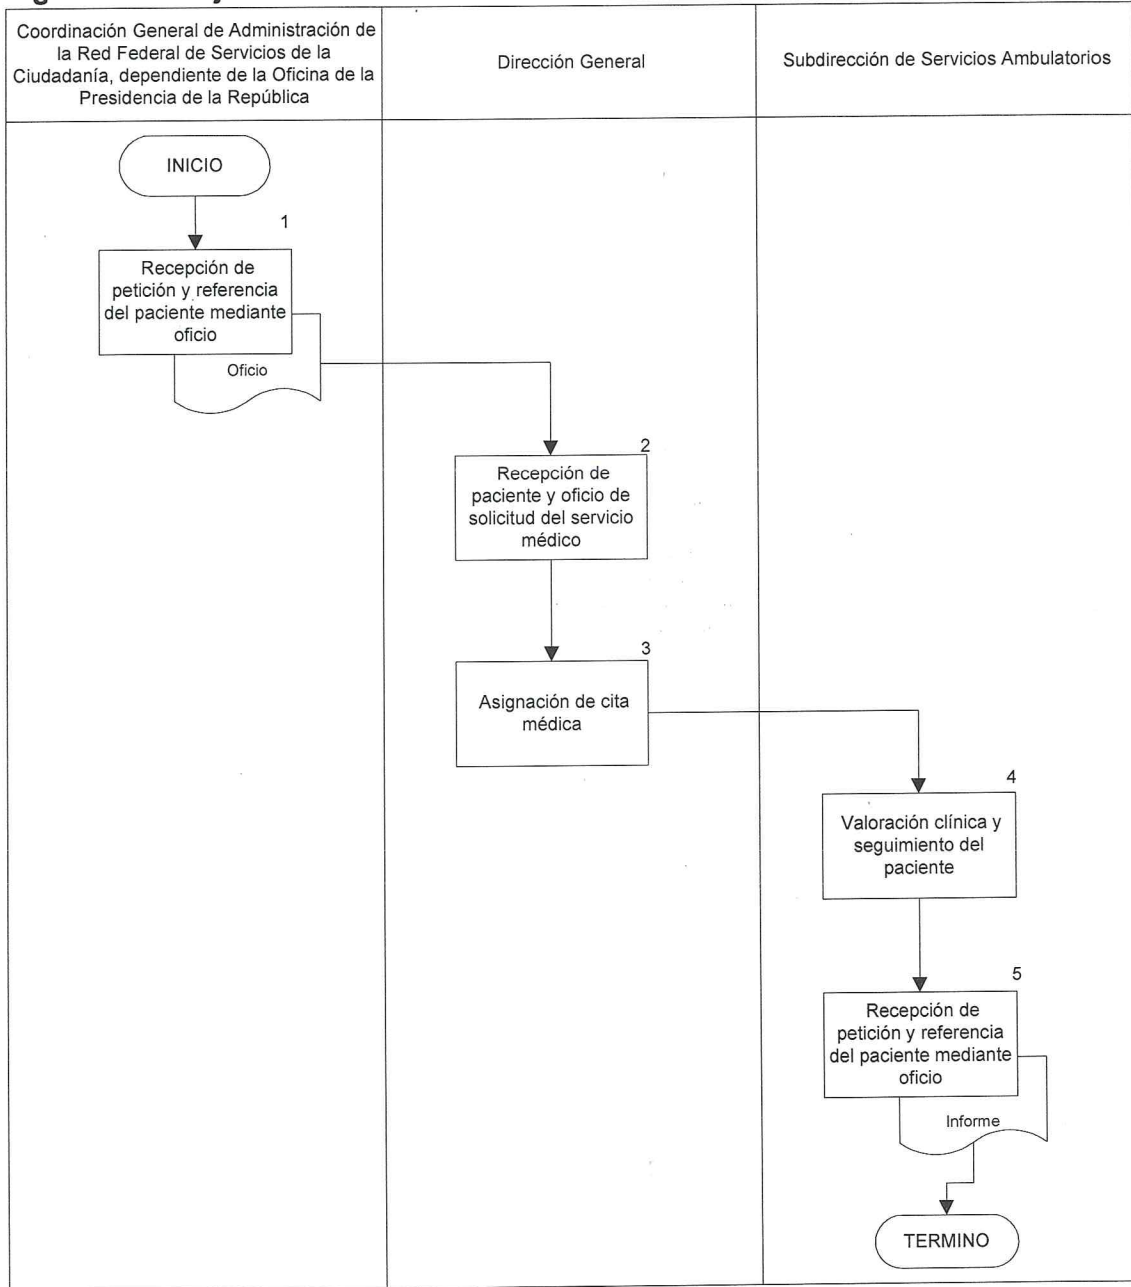 Coordinación General de Administración de
la Red Federal de Servicios de la
Ciudadanía, dependiente de la Oficina de la
Presidencia de la República
Dirección General
Subdirección de Servicios Ambulatorios
INICIO
1
Recepción de
petición y referencia
del paciente mediante
oficio
Oficio
2
Recepción de
paciente y oficio de
solicitud del servicio
médico
3
Asignación de cita
médica
4
Valoración clínica y
seguimiento del
paciente
5
Recepción de
petición y referencia
del paciente mediante
oficio
Informe
TERMINO